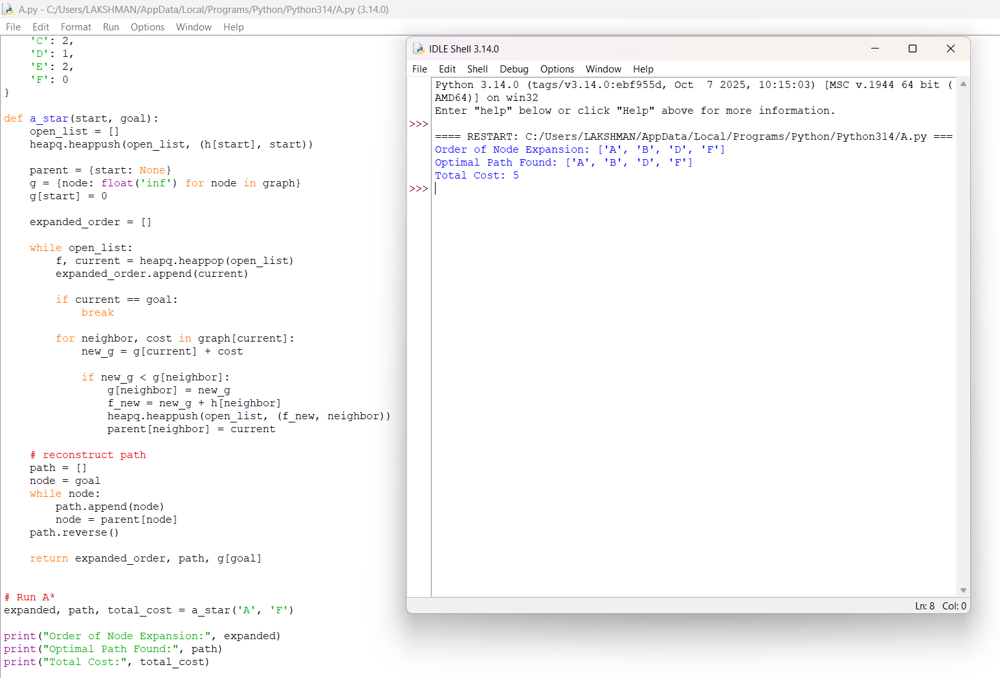 A.py - C:/Users/LAKSHMAN/AppData/Local/Programs/Python/Python314/A.py (3.14.0)
File Edit Format Run Options Window Help
    'C': 2,
    'D': 1,
    'E': 2,
    'F': 0
}

def a_star(start, goal):
    open_list = []
    heapq.heappush(open_list, (h[start], start))

    parent = {start: None}
    g = {node: float('inf') for node in graph}
    g[start] = 0

    expanded_order = []

    while open_list:
        f, current = heapq.heappop(open_list)
        expanded_order.append(current)

        if current == goal:
            break

        for neighbor, cost in graph[current]:
            new_g = g[current] + cost

            if new_g < g[neighbor]:
                g[neighbor] = new_g
                f_new = new_g + h[neighbor]
                heapq.heappush(open_list, (f_new, neighbor))
                parent[neighbor] = current

    # reconstruct path
    path = []
    node = goal
    while node:
        path.append(node)
        node = parent[node]
    path.reverse()

    return expanded_order, path, g[goal]


# Run A*
expanded, path, total_cost = a_star('A', 'F')

print("Order of Node Expansion:", expanded)
print("Optimal Path Found:", path)
print("Total Cost:", total_cost)
IDLE Shell 3.14.0
File Edit Shell Debug Options Window Help
Python 3.14.0 (tags/v3.14.0:ebf955d, Oct  7 2025, 10:15:03) [MSC v.1944 64 bit (
AMD64)] on win32
Enter "help" below or click "Help" above for more information.
>>>
==== RESTART: C:/Users/LAKSHMAN/AppData/Local/Programs/Python/Python314/A.py ===
Order of Node Expansion: ['A', 'B', 'D', 'F']
Optimal Path Found: ['A', 'B', 'D', 'F']
Total Cost: 5
>>>
Ln: 8 Col: 0